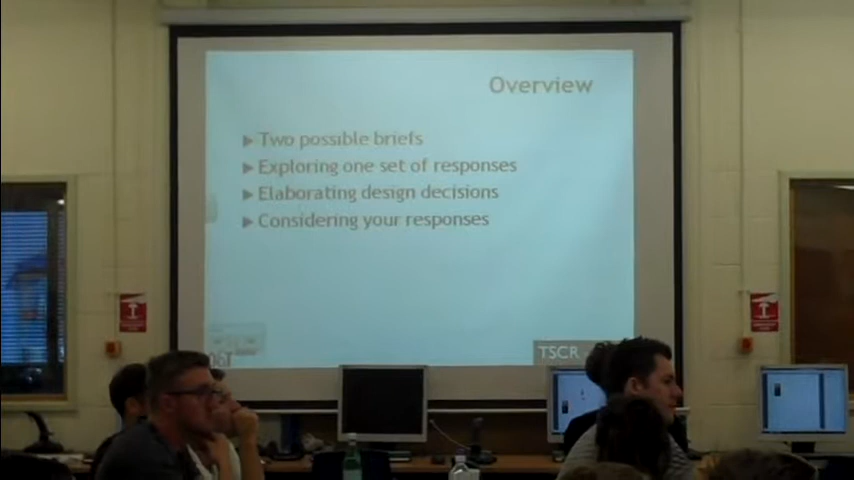 Overview
Two possible briefs
Exploring one set of responses
Elaborating design decisions
Considering your responses
TSCR